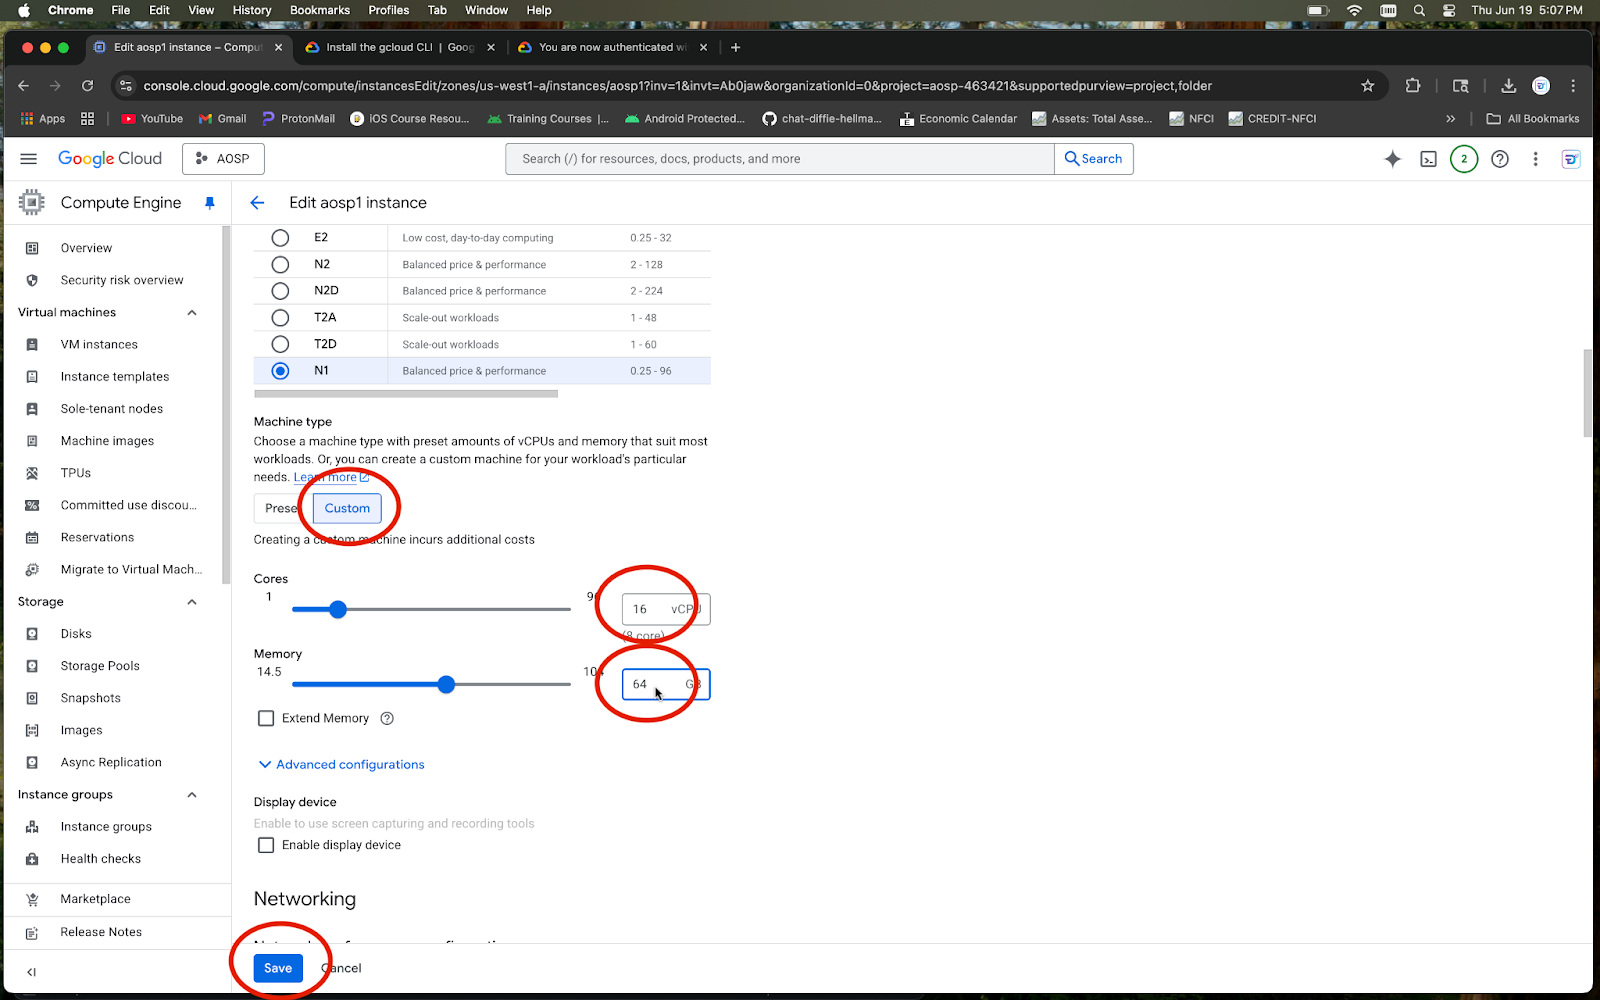 Chrome File Edit View History Bookmarks Profiles Tab Window Help Thu Jun 19 5:07 PM
Edit aosp1 instance – Comput Install the gcloud CLI | Goog You are now authenticated wi
console.cloud.google.com/compute/instancesEdit/zones/us-west1-a/instances/aosp1?inv=1&invt=Ab0jaw&organizationId=0&project=aosp-463421&supportedpurview=project,folder
Apps YouTube Gmail ProtonMail iOS Course Resou... Training Courses |... Android Protected... chat-diffie-hellma... Economic Calendar Assets: Total Asse... NFCI CREDIT-NFCI » All Bookmarks
Google Cloud AOSP Search (/) for resources, docs, products, and more Search 2
Compute Engine
Edit aosp1 instance
Overview
Security risk overview
Virtual machines
VM instances
Instance templates
Sole-tenant nodes
Machine images
TPUs
Committed use discou...
Reservations
Migrate to Virtual Mach...
Storage
Disks
Storage Pools
Snapshots
Images
Async Replication
Instance groups
Instance groups
Health checks
Marketplace
Release Notes
E2 Low cost, day-to-day computing 0.25 - 32
N2 Balanced price & performance 2 - 128
N2D Balanced price & performance 2 - 224
T2A Scale-out workloads 1 - 48
T2D Scale-out workloads 1 - 60
N1 Balanced price & performance 0.25 - 96
Machine type
Choose a machine type with preset amounts of vCPUs and memory that suit most
workloads. Or, you can create a custom machine for your workload's particular
needs. Learn more
Prese Custom
Creating a custom machine incurs additional costs
Cores
1 96 16 vCPU
(8 core)
Memory
14.5 104 64 GB
Extend Memory
Advanced configurations
Display device
Enable to use screen capturing and recording tools
Enable display device
Networking
Save Cancel